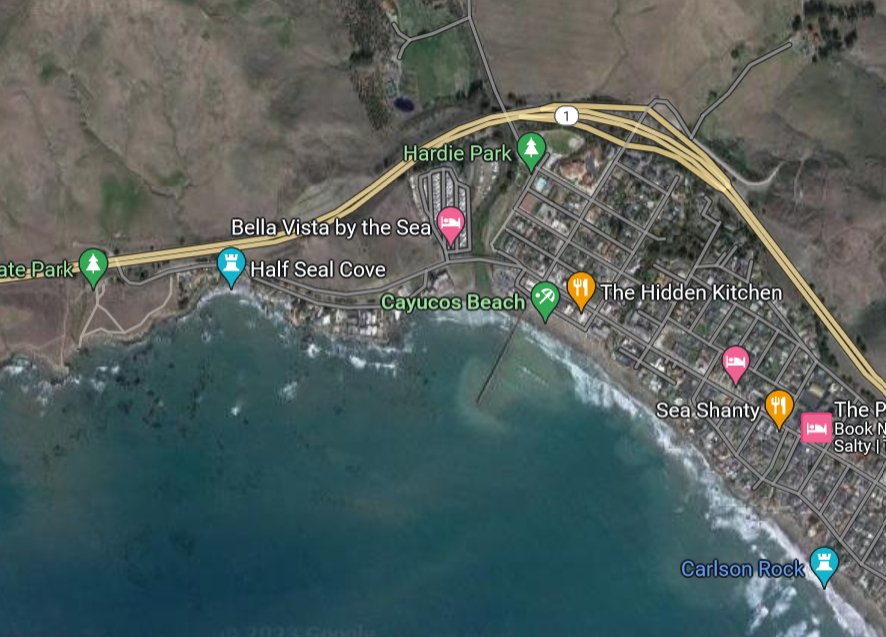 1
Hardie Park
Bella Vista by the Sea
ate Park
Half Seal Cove
Cayucos Beach
The Hidden Kitchen
Sea Shanty
The P
Book N
Salty | T
Carlson Rock